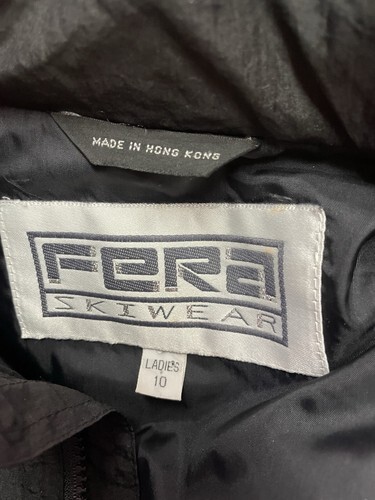 MADE IN HONG KONG
FERA
SKIWEAR
LADIES
10